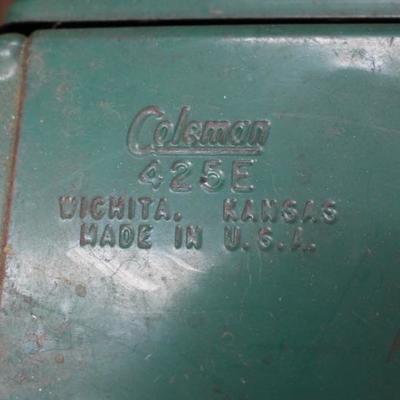 Coleman
425E
WICHITA, KANSAS
MADE IN U.S.A.